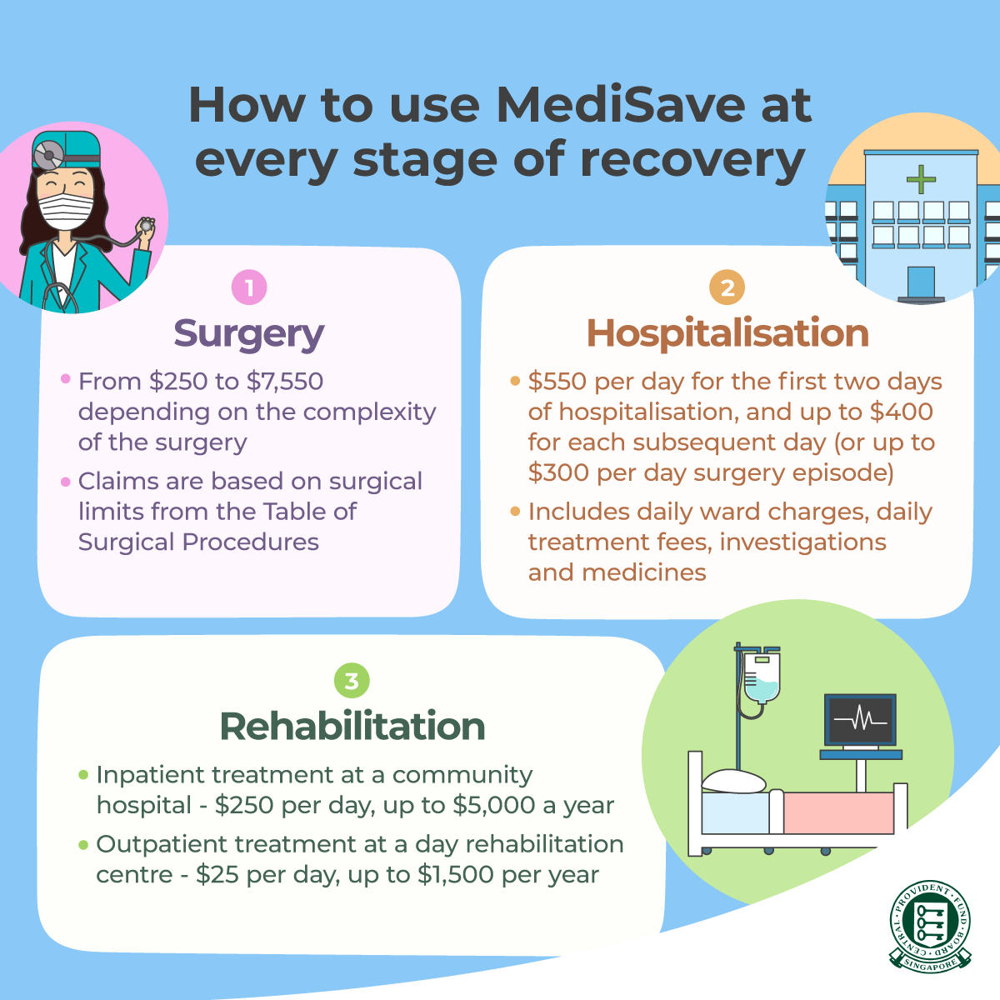 How to use MediSave at
every stage of recovery
1
Surgery
• From $250 to $7,550
depending on the complexity
of the surgery
• Claims are based on surgical
limits from the Table of
Surgical Procedures
2
Hospitalisation
• $550 per day for the first two days
of hospitalisation, and up to $400
for each subsequent day (or up to
$300 per day surgery episode)
• Includes daily ward charges, daily
treatment fees, investigations
and medicines
3
Rehabilitation
• Inpatient treatment at a community
hospital - $250 per day, up to $5,000 a year
• Outpatient treatment at a day rehabilitation
centre - $25 per day, up to $1,500 per year
CENTRAL · PROVIDENT · FUND · BOARD
SINGAPORE